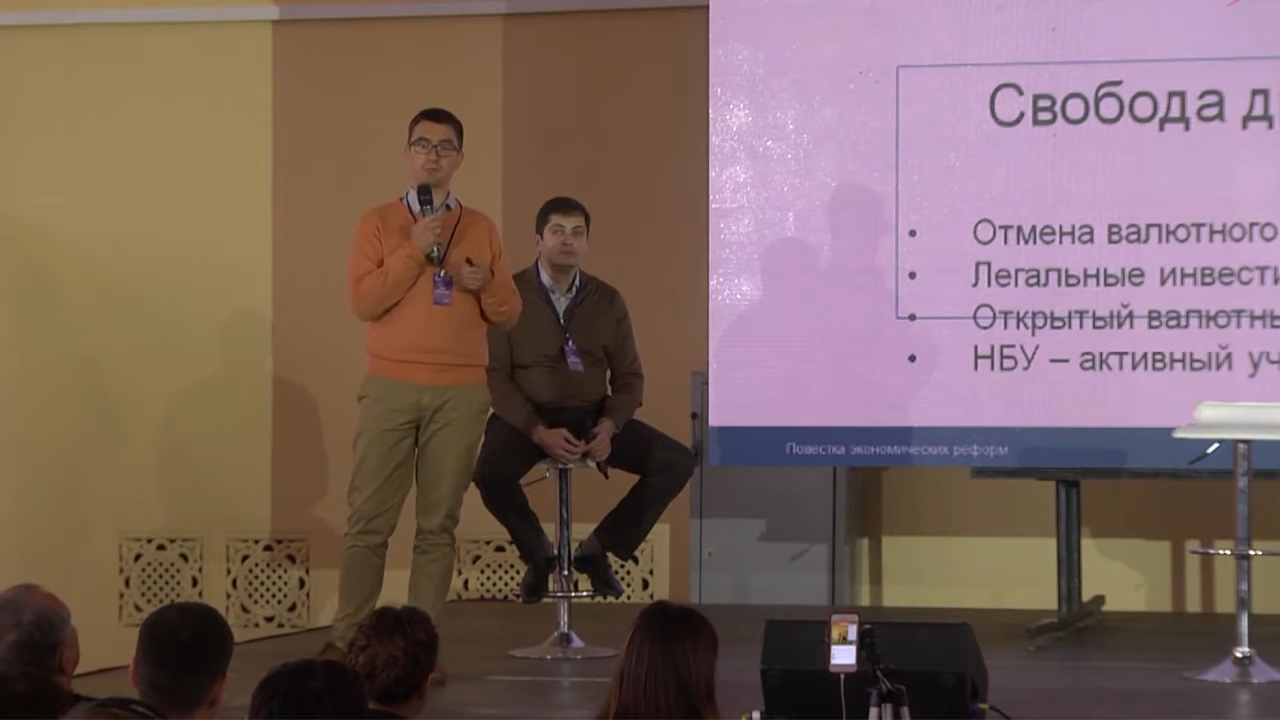 Свобода д
• Отмена валютного
• Легальные инвести
• Открытый валютны
• НБУ – активный уч
Повестка экономических реформ